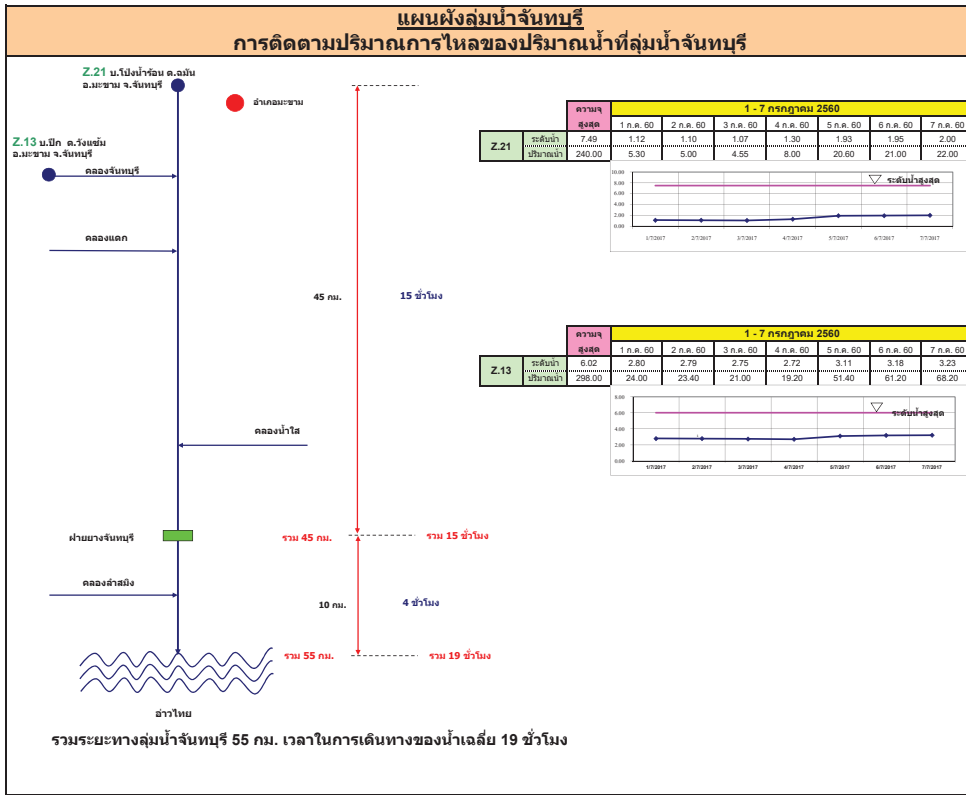 แผนผังลุ่มน้ำจันทบุรี
การติดตามปริมาณการไหลของปริมาณน้ำที่ลุ่มน้ำจันทบุรี
Z.21 บ.โป่งน้ำร้อน ต.ฉมัน
อ.มะขาม จ.จันทบุรี
อำเภอมะขาม
Z.13 บ.ปึก ต.วังแซ้ม
อ.มะขาม จ.จันทบุรี
คลองจันทบุรี
คลองแตก
45 กม.
15 ชั่วโมง
คลองน้ำใส
ฝายยางจันทบุรี
รวม 45 กม.
รวม 15 ชั่วโมง
คลองลำสมิง
10 กม.
4 ชั่วโมง
รวม 55 กม.
รวม 19 ชั่วโมง
อ่าวไทย
รวมระยะทางลุ่มน้ำจันทบุรี 55 กม. เวลาในการเดินทางของน้ำเฉลี่ย 19 ชั่วโมง
ความจุ 1 - 7 กรกฎาคม 2560
สูงสุด 1 ก.ค. 60 2 ก.ค. 60 3 ก.ค. 60 4 ก.ค. 60 5 ก.ค. 60 6 ก.ค. 60 7 ก.ค. 60
Z.21
ระดับน้ำ 7.49 1.12 1.10 1.07 1.30 1.93 1.95 2.00
ปริมาณน้ำ 240.00 5.30 5.00 4.55 8.00 20.60 21.00 22.00
ระดับน้ำสูงสุด
10.00
8.00
6.00
4.00
2.00
0.00
1/7/2017 2/7/2017 3/7/2017 4/7/2017 5/7/2017 6/7/2017 7/7/2017
ความจุ 1 - 7 กรกฎาคม 2560
สูงสุด 1 ก.ค. 60 2 ก.ค. 60 3 ก.ค. 60 4 ก.ค. 60 5 ก.ค. 60 6 ก.ค. 60 7 ก.ค. 60
Z.13
ระดับน้ำ 6.02 2.80 2.79 2.75 2.72 3.11 3.18 3.23
ปริมาณน้ำ 298.00 24.00 23.40 21.00 19.20 51.40 61.20 68.20
ระดับน้ำสูงสุด
8.00
6.00
4.00
2.00
0.00
1/7/2017 2/7/2017 3/7/2017 4/7/2017 5/7/2017 6/7/2017 7/7/2017